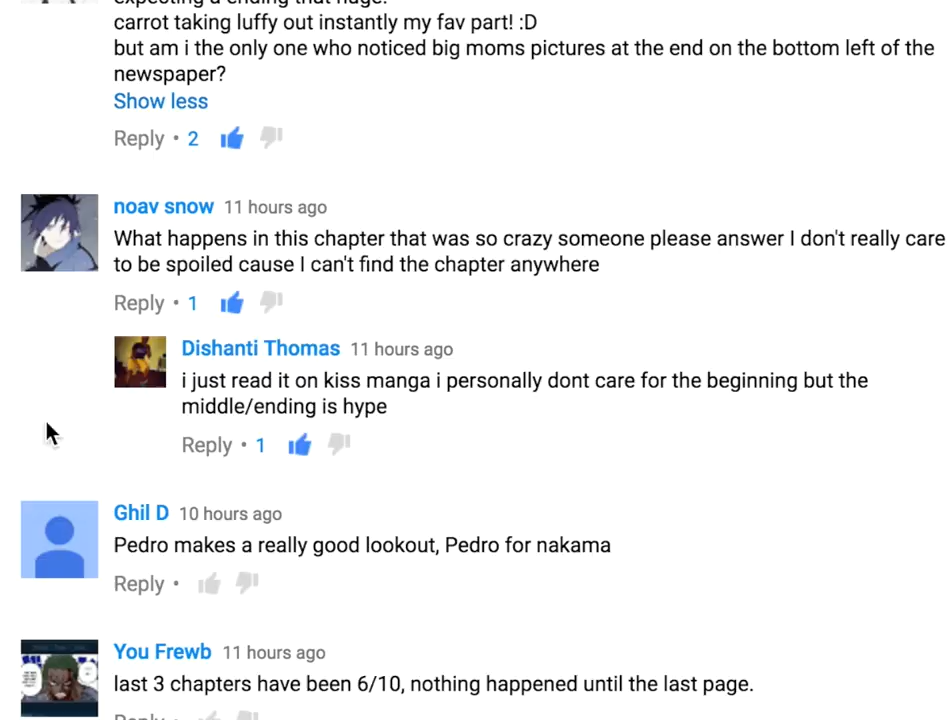 expecting a ending that huge!
carrot taking luffy out instantly my fav part! :D
but am i the only one who noticed big moms pictures at the end on the bottom left of the
newspaper?
Show less
Reply • 2
noav snow 11 hours ago
What happens in this chapter that was so crazy someone please answer I don't really care
to be spoiled cause I can't find the chapter anywhere
Reply • 1
Dishanti Thomas 11 hours ago
i just read it on kiss manga i personally dont care for the beginning but the
middle/ending is hype
Reply • 1
Ghil D 10 hours ago
Pedro makes a really good lookout, Pedro for nakama
Reply •
You Frewb 11 hours ago
last 3 chapters have been 6/10, nothing happened until the last page.
Reply •